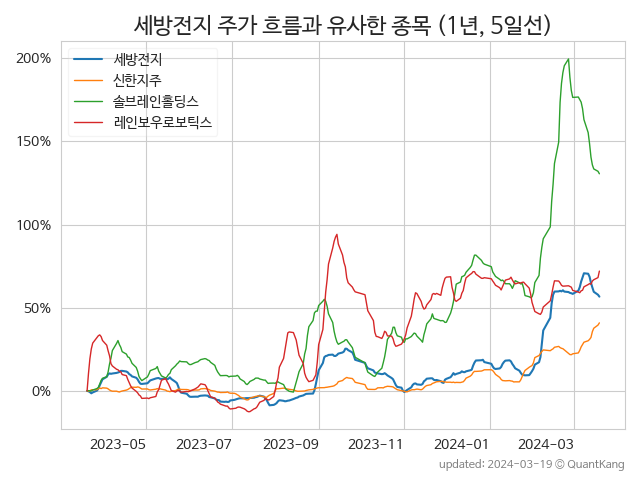 세방전지 주가 흐름과 유사한 종목 (1년, 5일선)
세방전지
신한지주
솔브레인홀딩스
레인보우로보틱스
200%
150%
100%
50%
0%
2023-05 2023-07 2023-09 2023-11 2024-01 2024-03
updated: 2024-03-19 © QuantKang